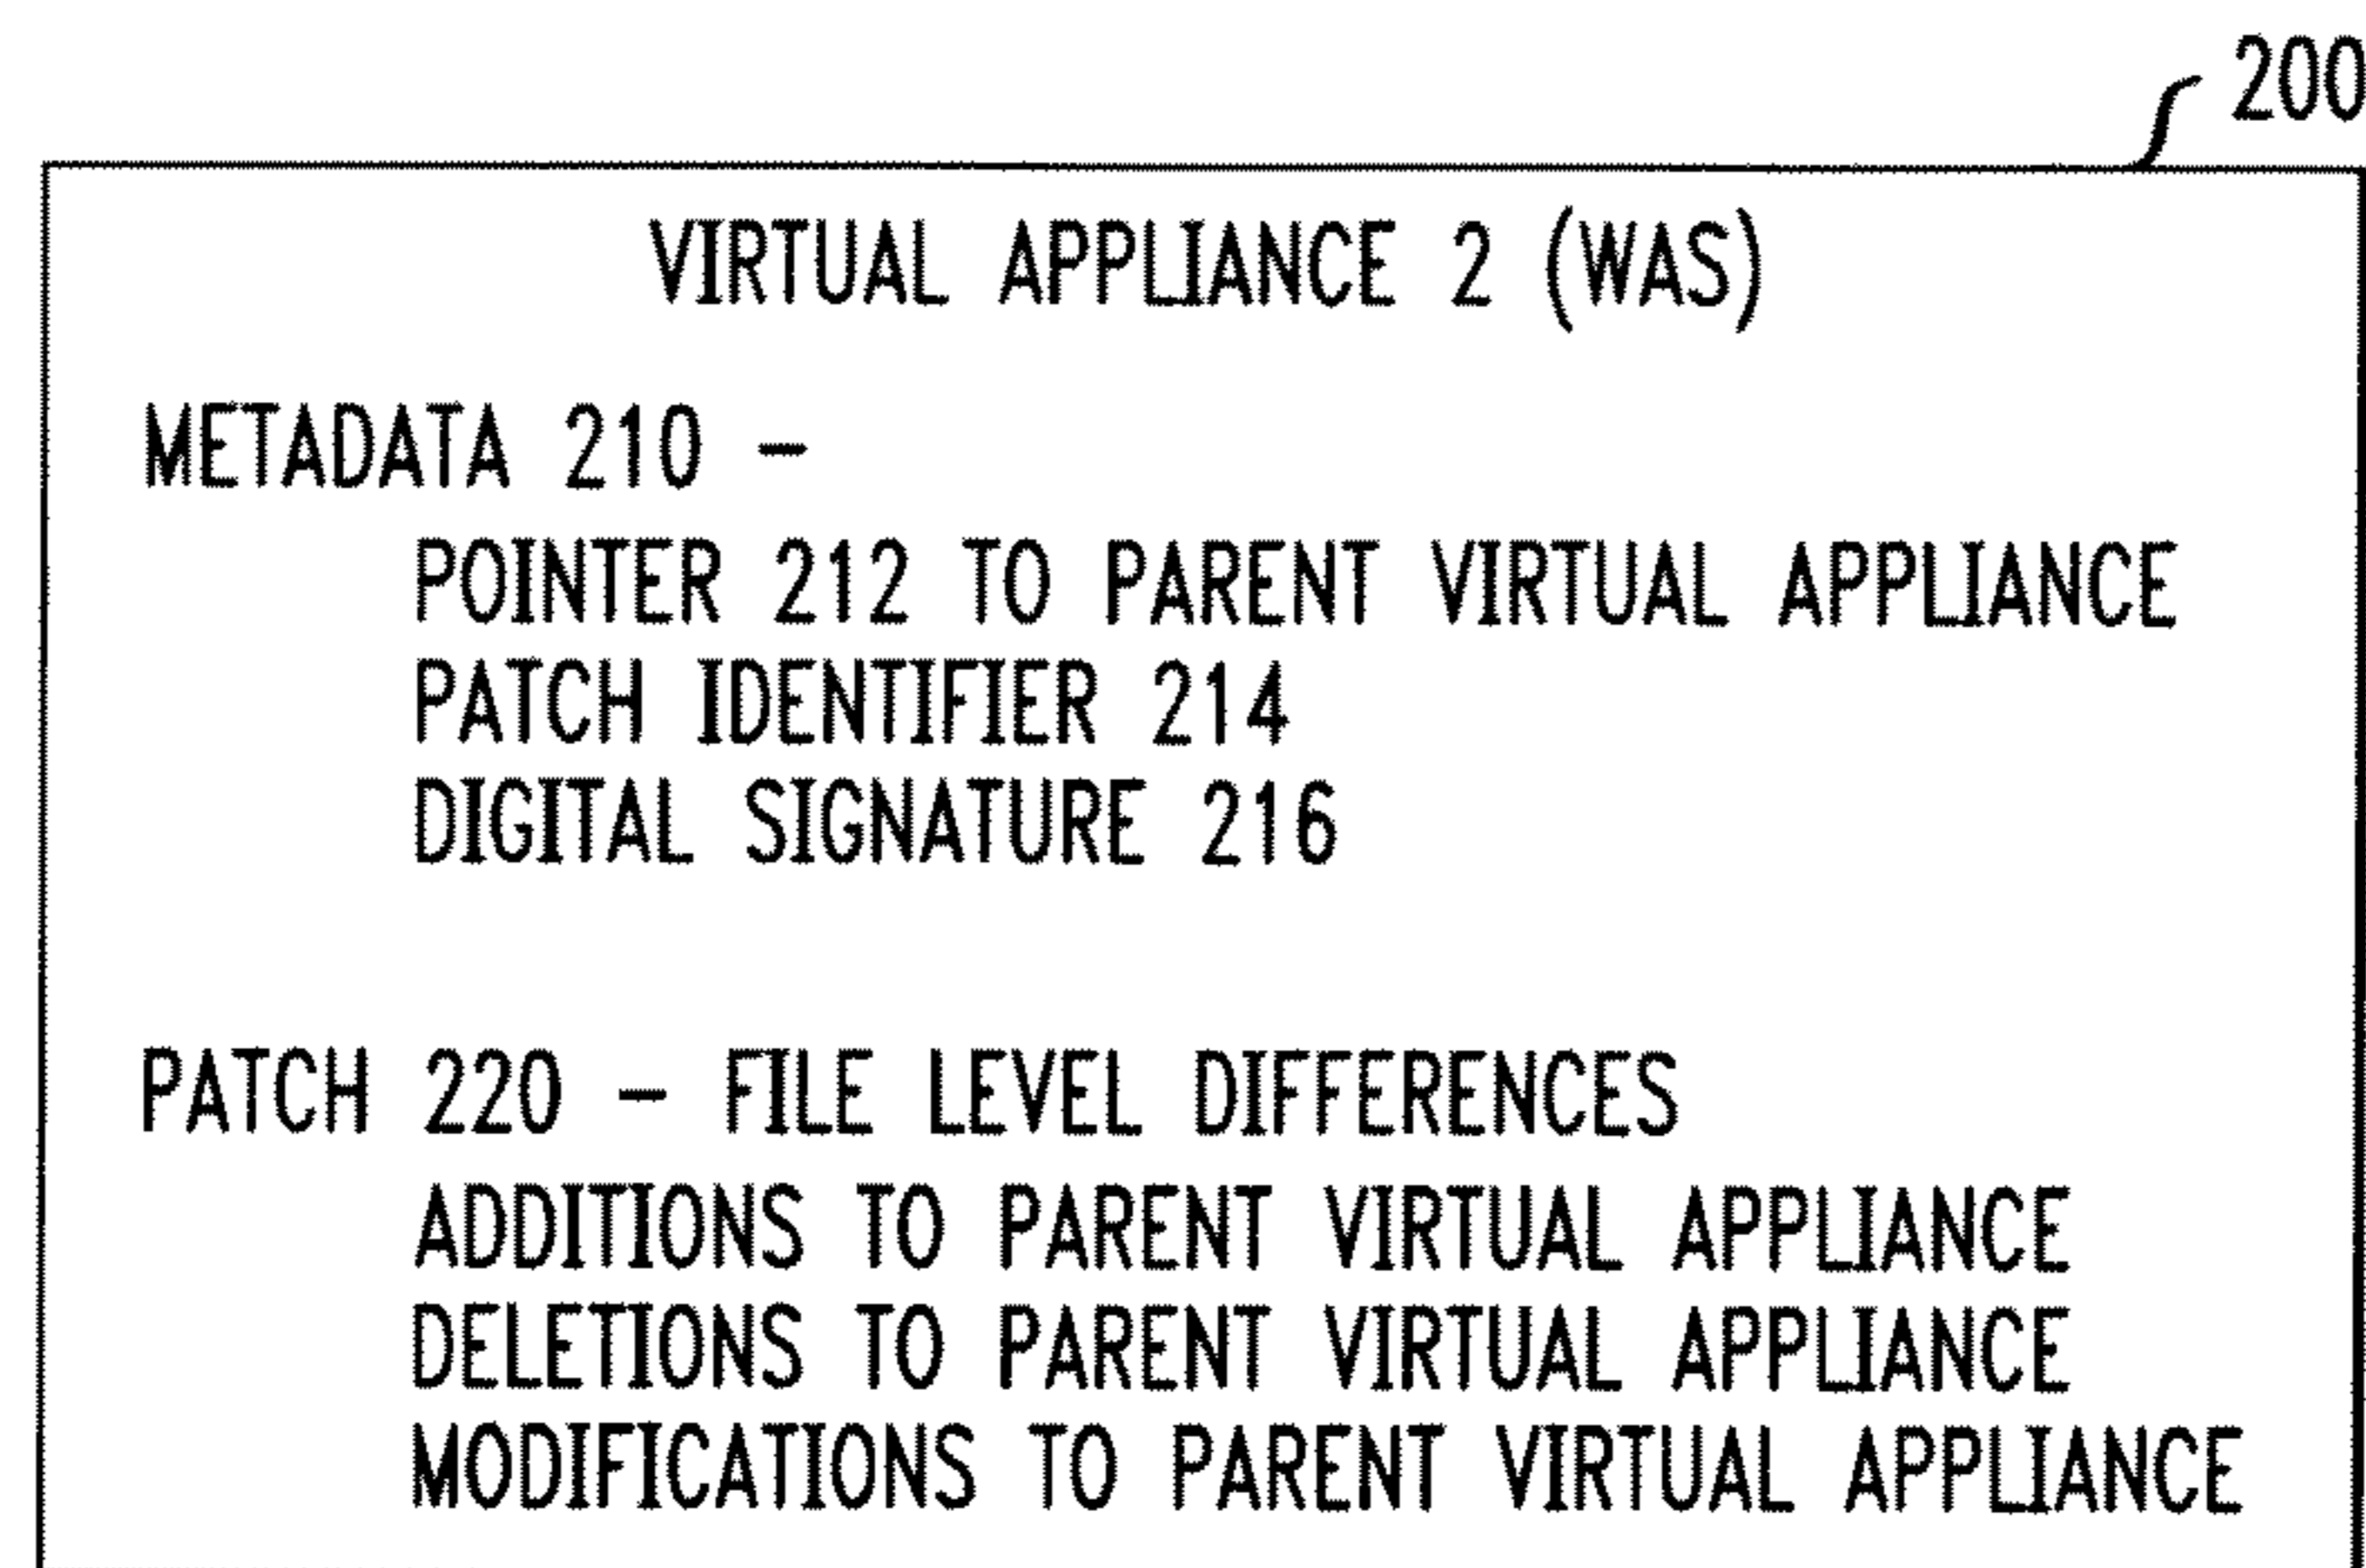 200
VIRTUAL APPLIANCE 2 (WAS)
METADATA 210 –
POINTER 212 TO PARENT VIRTUAL APPLIANCE
PATCH IDENTIFIER 214
DIGITAL SIGNATURE 216
PATCH 220 – FILE LEVEL DIFFERENCES
ADDITIONS TO PARENT VIRTUAL APPLIANCE
DELETIONS TO PARENT VIRTUAL APPLIANCE
MODIFICATIONS TO PARENT VIRTUAL APPLIANCE